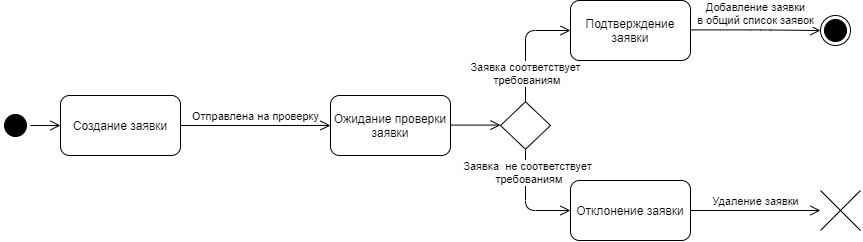 Создание заявки
Отправлена на проверку
Ожидание проверки
заявки
Заявка соответствует
требованиям
Подтверждение
заявки
Добавление заявки
в общий список заявок
Заявка  не соответствует
требованиям
Отклонение заявки
Удаление заявки